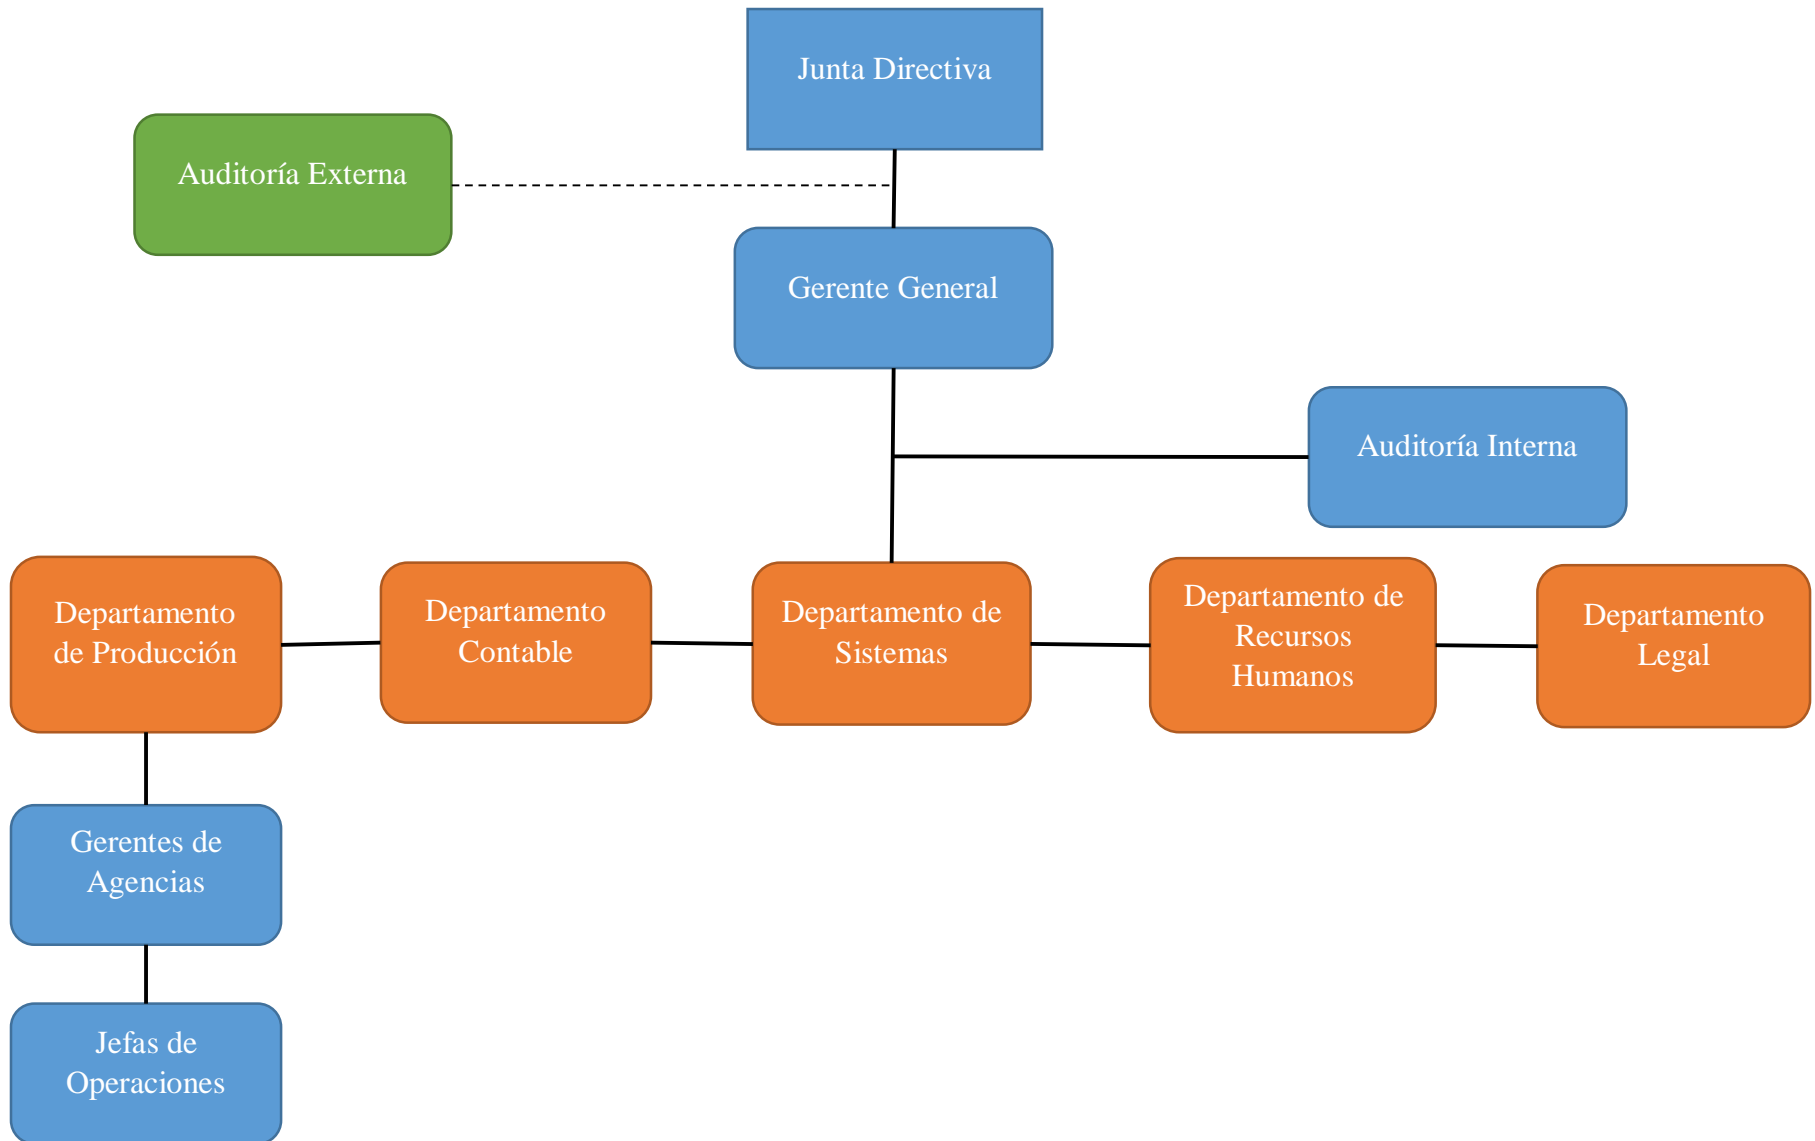 Junta Directiva
Auditoría Externa
Gerente General
Auditoría Interna
Departamento
de Producción
Departamento
Contable
Departamento de
Sistemas
Departamento de
Recursos
Humanos
Departamento
Legal
Gerentes de
Agencias
Jefas de
Operaciones